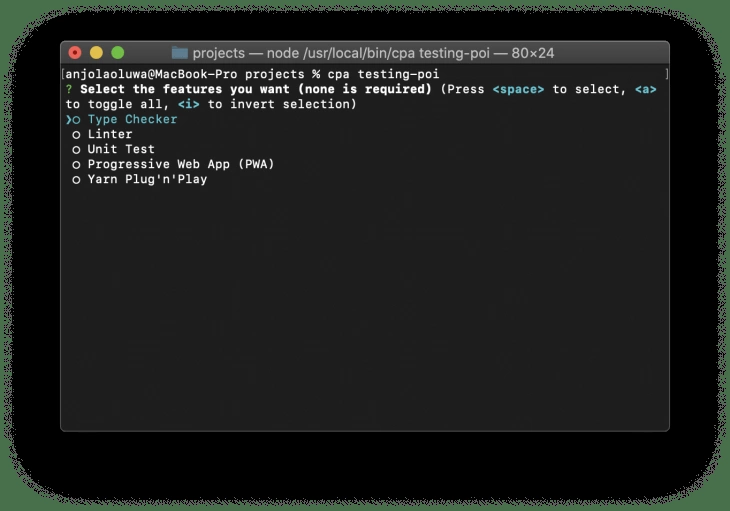 projects — node /usr/local/bin/cpa testing-poi — 80×24
[anjolaoluwa@MacBook-Pro projects % cpa testing-poi ]
? Select the features you want (none is required) (Press <space> to select, <a>
to toggle all, <i> to invert selection)
❯○ Type Checker
○ Linter
○ Unit Test
○ Progressive Web App (PWA)
○ Yarn Plug'n'Play